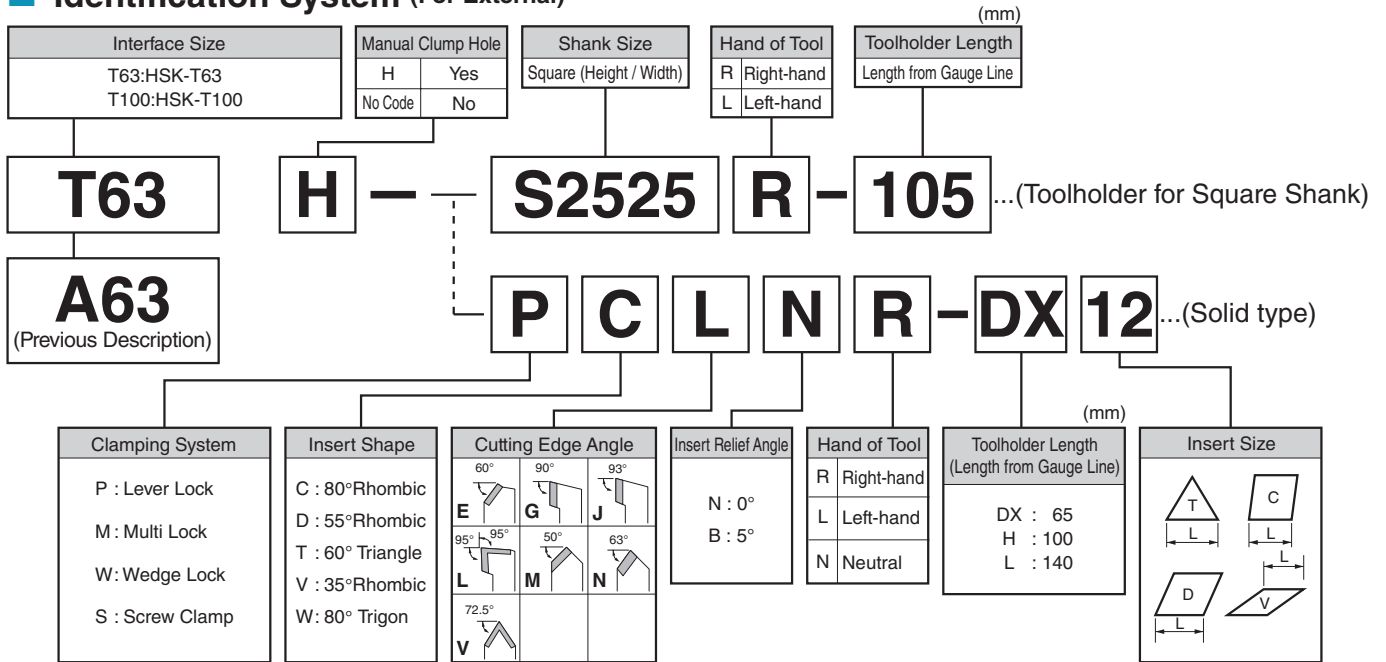 Identification System (For External)
(mm)
Interface Size
T63:HSK-T63
T100:HSK-T100
Manual Clump Hole
H Yes
No Code No
Shank Size
Square (Height / Width)
Hand of Tool
R Right-hand
L Left-hand
Toolholder Length
Length from Gauge Line
T63 H – S2525 R – 105 ...(Toolholder for Square Shank)
A63
(Previous Description)
P C L N R – DX 12 ...(Solid type)
Clamping System
P : Lever Lock
M : Multi Lock
W: Wedge Lock
S : Screw Clamp
Insert Shape
C : 80°Rhombic
D : 55°Rhombic
T : 60° Triangle
V : 35°Rhombic
W: 80° Trigon
Cutting Edge Angle
60° 90° 93°
E G J
95° 95° 50° 63°
L M N
72.5°
V
Insert Relief Angle
N : 0°
B : 5°
Hand of Tool
R Right-hand
L Left-hand
N Neutral
(mm)
Toolholder Length
(Length from Gauge Line)
DX : 65
H : 100
L : 140
Insert Size
T C
L L
L
D V
L